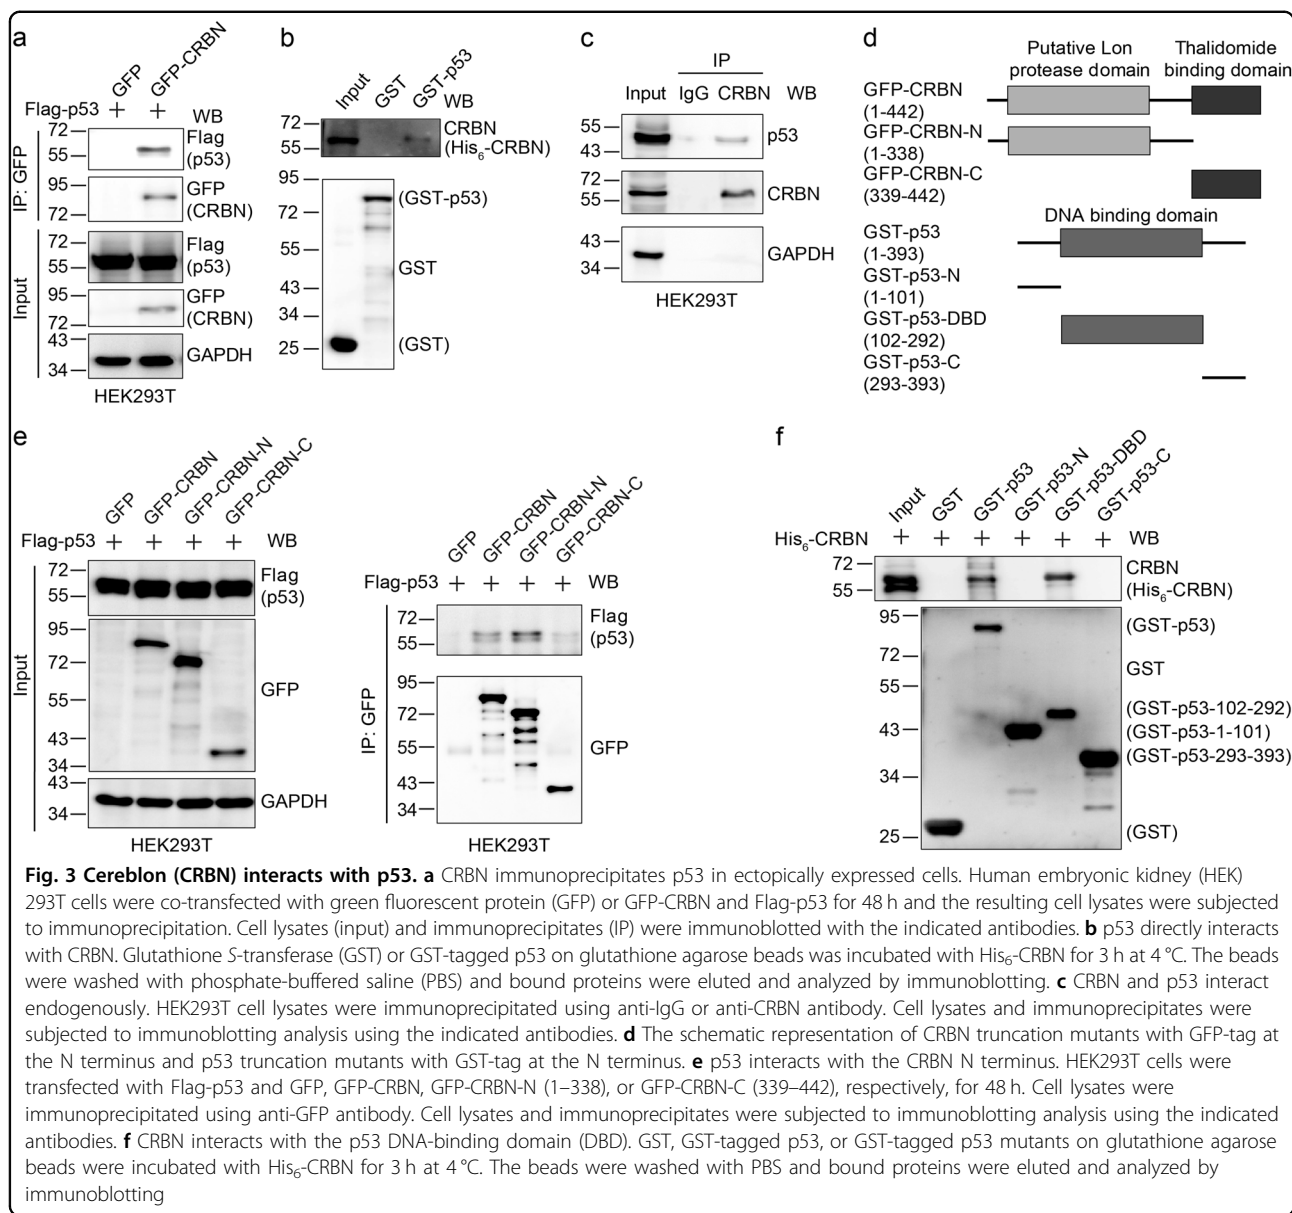 a
GFP
GFP-CRBN
Flag-p53 + + WB
IP: GFP
72
55
Flag
(p53)
95
72
GFP
(CRBN)
Input
72
55
Flag
(p53)
95
72
GFP
(CRBN)
43
34
GAPDH
HEK293T
b
Input
GST
GST-p53
WB
72
55
CRBN
(His6-CRBN)
95
72
55
43
34
25
(GST-p53)
GST
(GST)
c
IP
Input IgG CRBN WB
55
43
p53
72
55
CRBN
43
34
GAPDH
HEK293T
d
Putative Lon
protease domain
Thalidomide
binding domain
GFP-CRBN
(1-442)
GFP-CRBN-N
(1-338)
GFP-CRBN-C
(339-442)
DNA binding domain
GST-p53
(1-393)
GST-p53-N
(1-101)
GST-p53-DBD
(102-292)
GST-p53-C
(293-393)
e
GFP
GFP-CRBN
GFP-CRBN-N
GFP-CRBN-C
Flag-p53 + + + + WB
Input
72
55
Flag
(p53)
95
72
55
43
GFP
43
34
GAPDH
HEK293T
GFP
GFP-CRBN
GFP-CRBN-N
GFP-CRBN-C
Flag-p53 + + + + WB
IP: GFP
72
55
Flag
(p53)
95
72
55
43
34
GFP
HEK293T
f
Input
GST
GST-p53
GST-p53-N
GST-p53-DBD
GST-p53-C
His6-CRBN + + + + + + WB
72
55
CRBN
(His6-CRBN)
95
72
55
43
34
25
(GST-p53)
GST
(GST-p53-102-292)
(GST-p53-1-101)
(GST-p53-293-393)
(GST)
Fig. 3 Cereblon (CRBN) interacts with p53. a CRBN immunoprecipitates p53 in ectopically expressed cells. Human embryonic kidney (HEK)
293T cells were co-transfected with green fluorescent protein (GFP) or GFP-CRBN and Flag-p53 for 48 h and the resulting cell lysates were subjected
to immunoprecipitation. Cell lysates (input) and immunoprecipitates (IP) were immunoblotted with the indicated antibodies. b p53 directly interacts
with CRBN. Glutathione S-transferase (GST) or GST-tagged p53 on glutathione agarose beads was incubated with His6-CRBN for 3 h at 4 °C. The beads
were washed with phosphate-buffered saline (PBS) and bound proteins were eluted and analyzed by immunoblotting. c CRBN and p53 interact
endogenously. HEK293T cell lysates were immunoprecipitated using anti-IgG or anti-CRBN antibody. Cell lysates and immunoprecipitates were
subjected to immunoblotting analysis using the indicated antibodies. d The schematic representation of CRBN truncation mutants with GFP-tag at
the N terminus and p53 truncation mutants with GST-tag at the N terminus. e p53 interacts with the CRBN N terminus. HEK293T cells were
transfected with Flag-p53 and GFP, GFP-CRBN, GFP-CRBN-N (1–338), or GFP-CRBN-C (339–442), respectively, for 48 h. Cell lysates were
immunoprecipitated using anti-GFP antibody. Cell lysates and immunoprecipitates were subjected to immunoblotting analysis using the indicated
antibodies. f CRBN interacts with the p53 DNA-binding domain (DBD). GST, GST-tagged p53, or GST-tagged p53 mutants on glutathione agarose
beads were incubated with His6-CRBN for 3 h at 4 °C. The beads were washed with PBS and bound proteins were eluted and analyzed by
immunoblotting